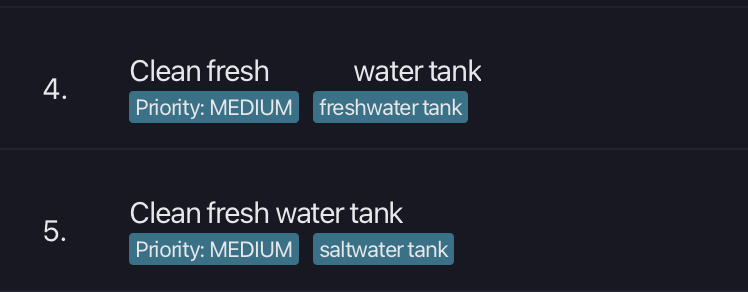 4. Clean fresh          water tank
Priority: MEDIUM freshwater tank
5. Clean fresh water tank
Priority: MEDIUM saltwater tank